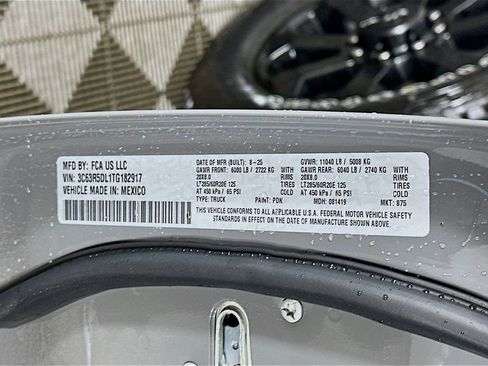 MFD BY: FCA US LLC
VIN: 3C63R5DL1TG182917
VEHICLE MADE IN: MEXICO
DATE OF MFR (BUILT): 8-25 GVWR: 11040 LB / 5008 KG
GAWR FRONT: 6000 LB / 2722 KG WITH GAWR REAR: 6040 LB / 2740 KG WITH
20X8.0 RIMS 20X8.0 RIMS
LT285/60R20E 125 TIRES LT285/60R20E 125 TIRES
AT 450 kPa / 65 PSI COLD AT 450 kPa / 65 PSI COLD
TYPE: TRUCK PAINT: PDN MDH: 081419 MKT: 875
THIS VEHICLE CONFORMS TO ALL APPLICABLE U.S.A. FEDERAL MOTOR VEHICLE SAFETY
STANDARDS IN EFFECT ON THE DATE OF MANUFACTURE SHOWN ABOVE.